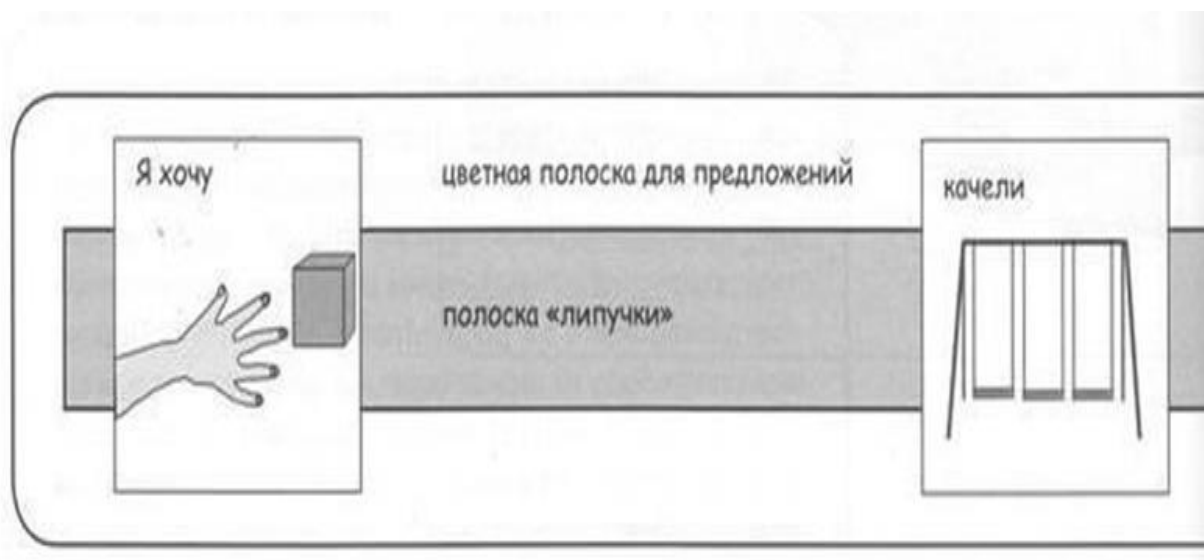 Я хочу
цветная полоска для предложений
качели
полоска «липучки»